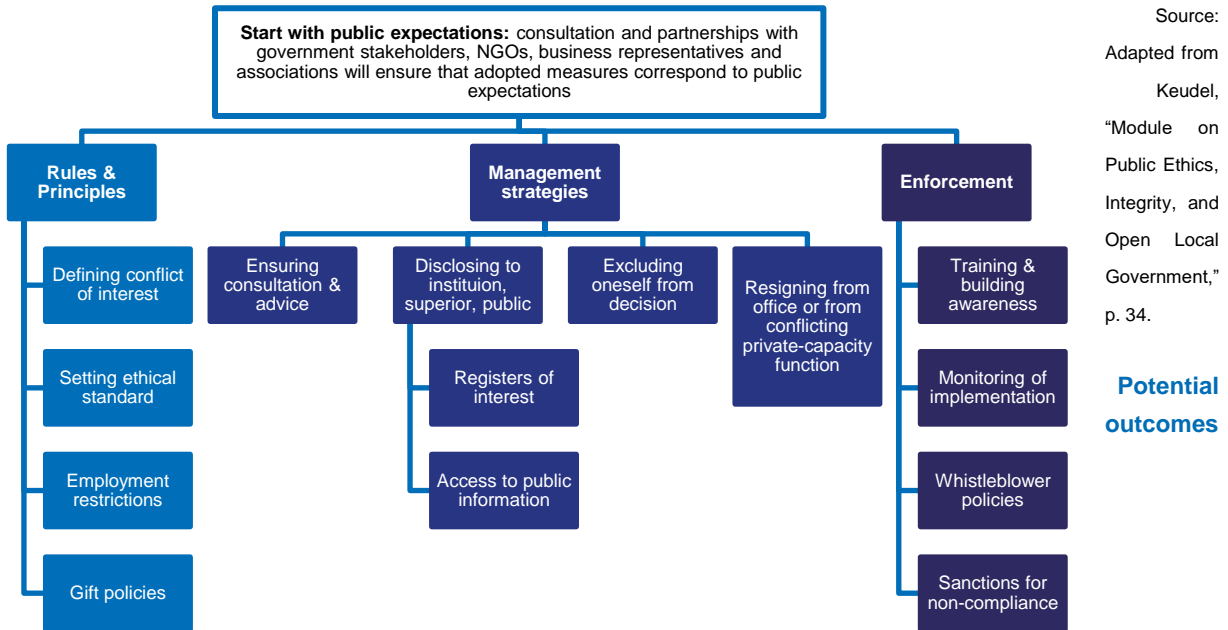 Start with public expectations: consultation and partnerships with
government stakeholders, NGOs, business representatives and
associations will ensure that adopted measures correspond to public
expectations
Rules &
Principles
Defining conflict
of interest
Setting ethical
standard
Employment
restrictions
Gift policies
Management
strategies
Ensuring
consultation &
advice
Disclosing to
instituion,
superior, public
Registers of
interest
Access to public
information
Excluding
oneself from
decision
Resigning from
office or from
conflicting
private-capacity
function
Enforcement
Training &
building
awareness
Monitoring of
implementation
Whistleblower
policies
Sanctions for
non-compliance
Source:
Adapted from
Keudel,
“Module on
Public Ethics,
Integrity, and
Open Local
Government,”
p. 34.
Potential
outcomes